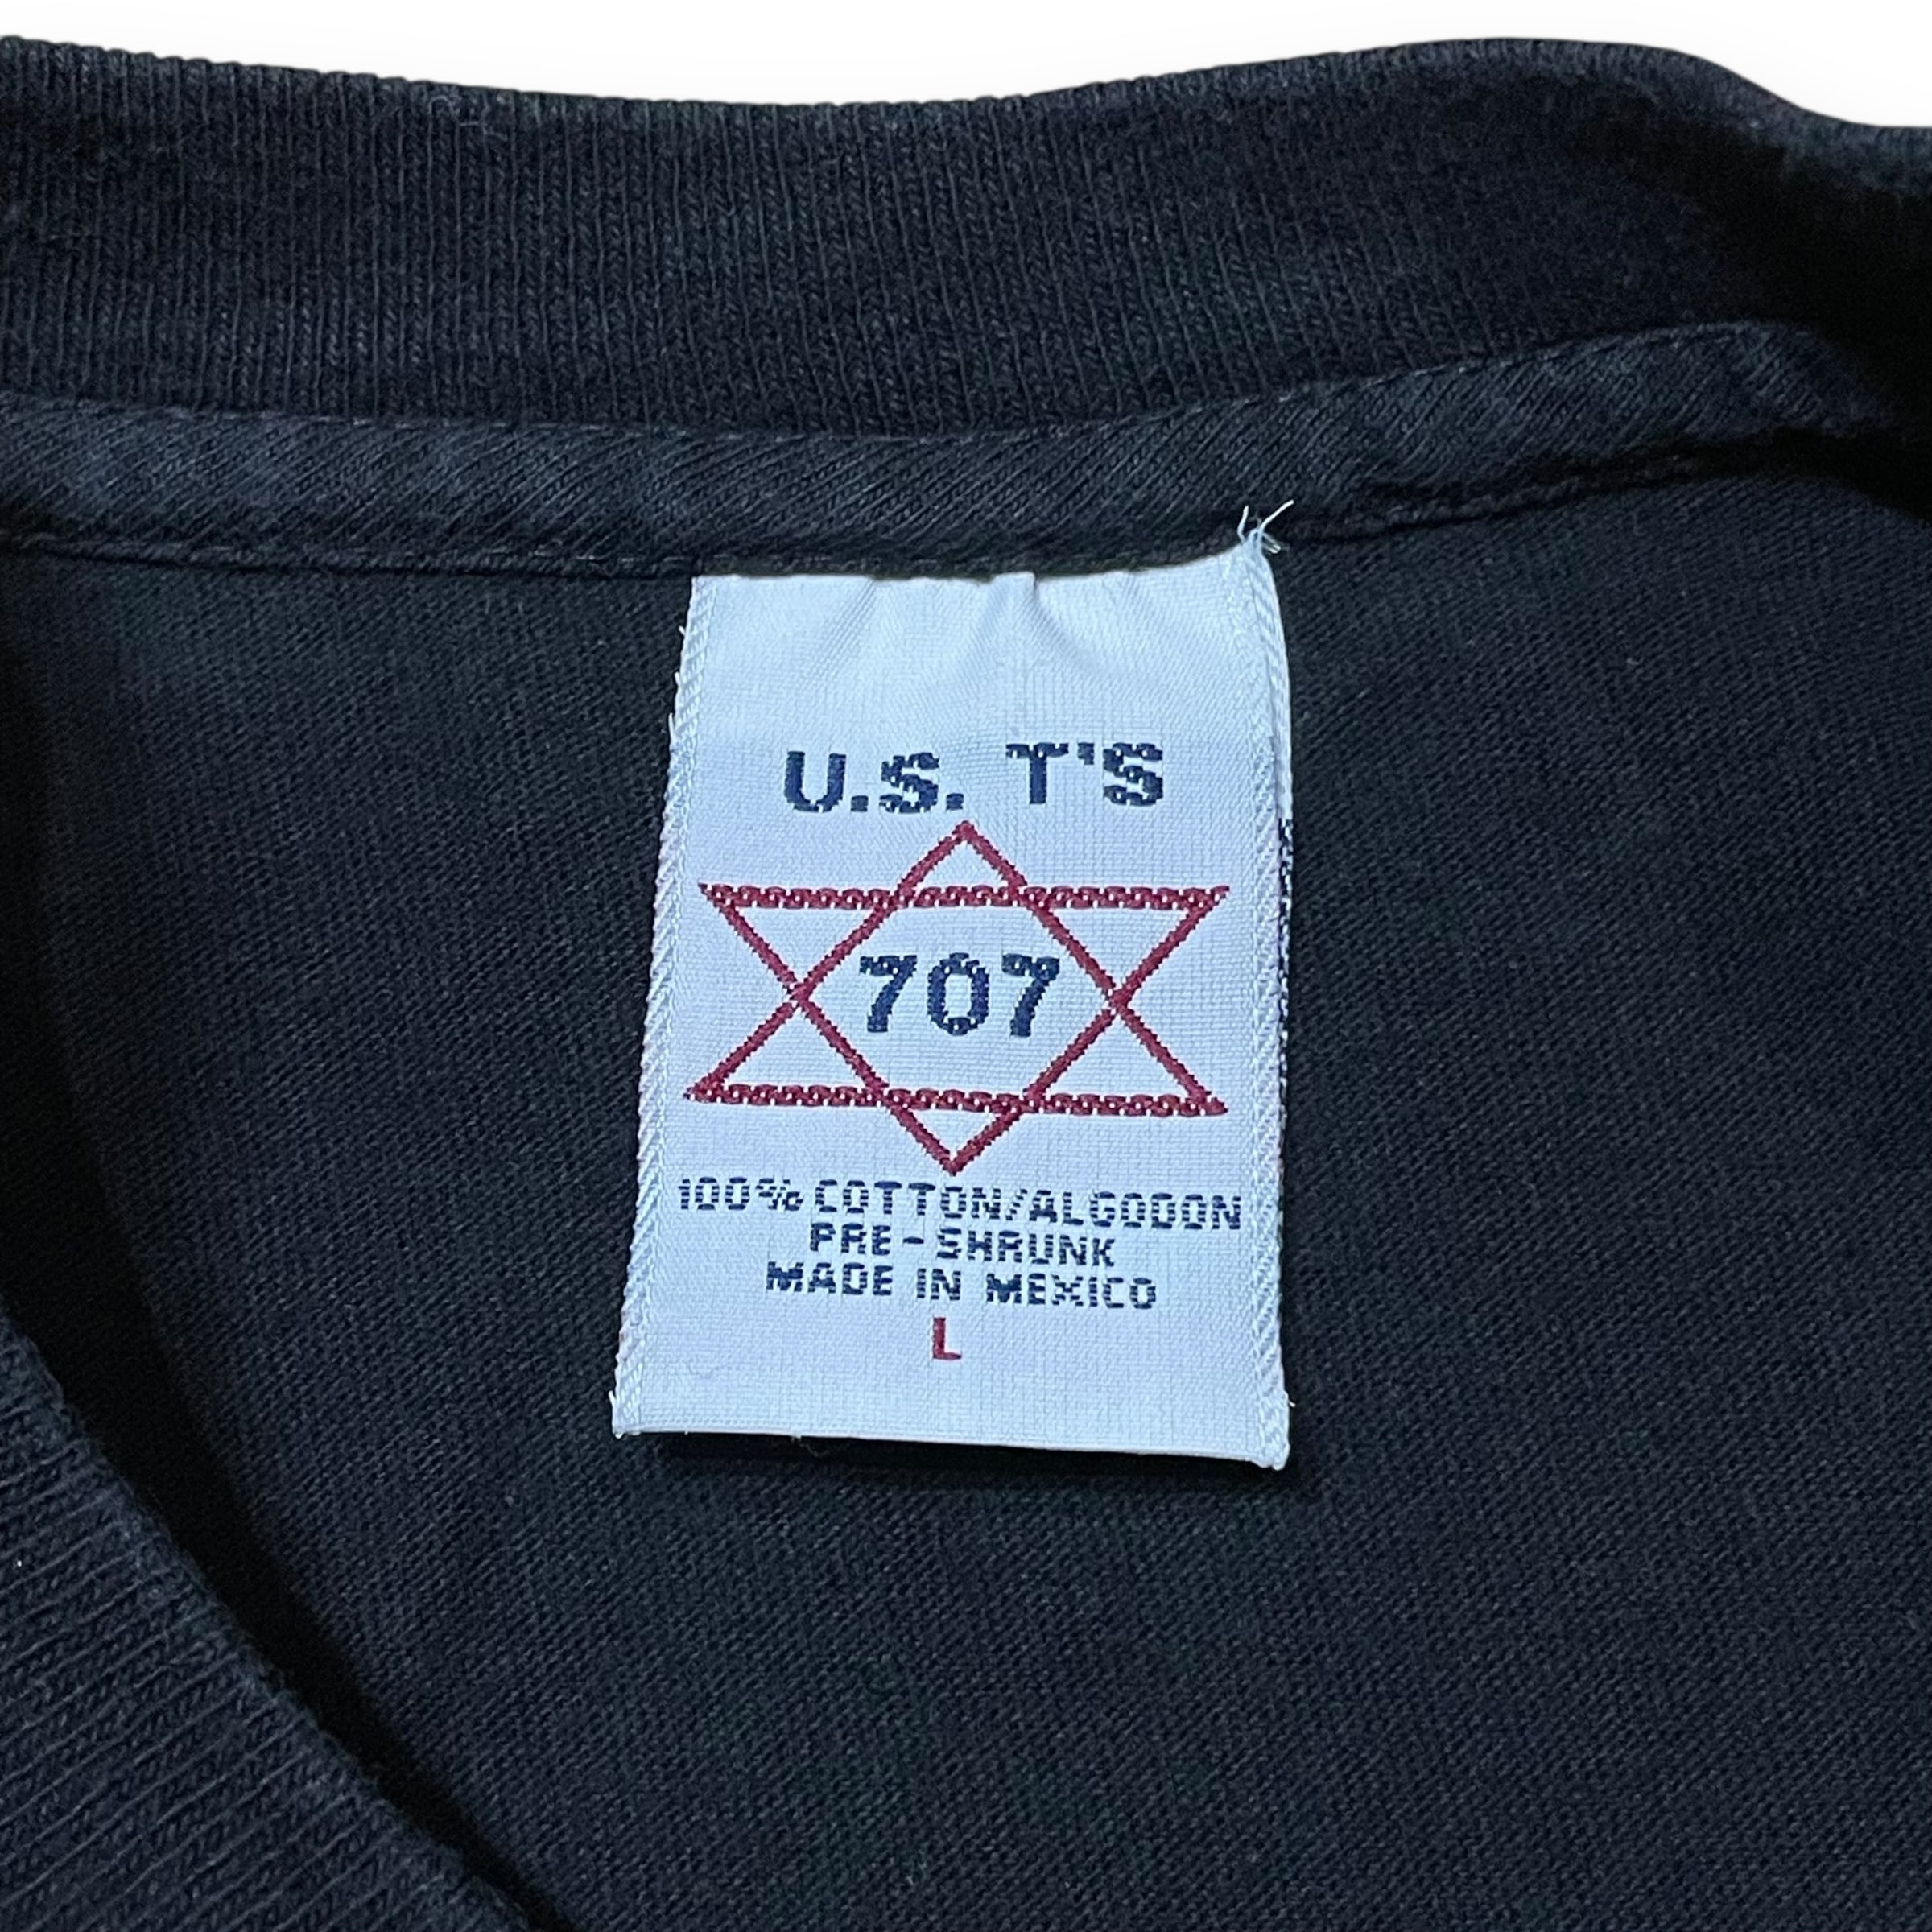 U.S. T'S
707
100% COTTON/ALGODON
PRE-SHRUNK
MADE IN MEXICO
L